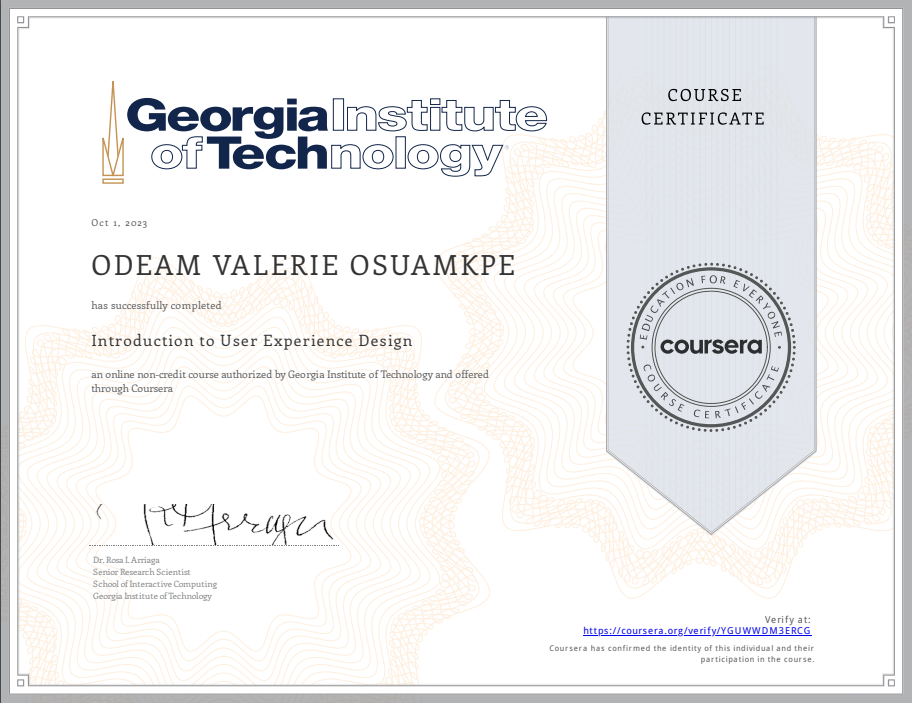 Georgia Institute
of Technology
COURSE
CERTIFICATE
Oct 1, 2023
ODEAM VALERIE OSUAMKPE
has successfully completed
Introduction to User Experience Design
an online non-credit course authorized by Georgia Institute of Technology and offered
through Coursera
EDUCATION FOR EVERYONE
coursera
COURSE CERTIFICATE
Dr. Rosa I. Arriaga
Senior Research Scientist
School of Interactive Computing
Georgia Institute of Technology
Verify at:
https://coursera.org/verify/YGUWWDM3ERCG
Coursera has confirmed the identity of this individual and their
participation in the course.